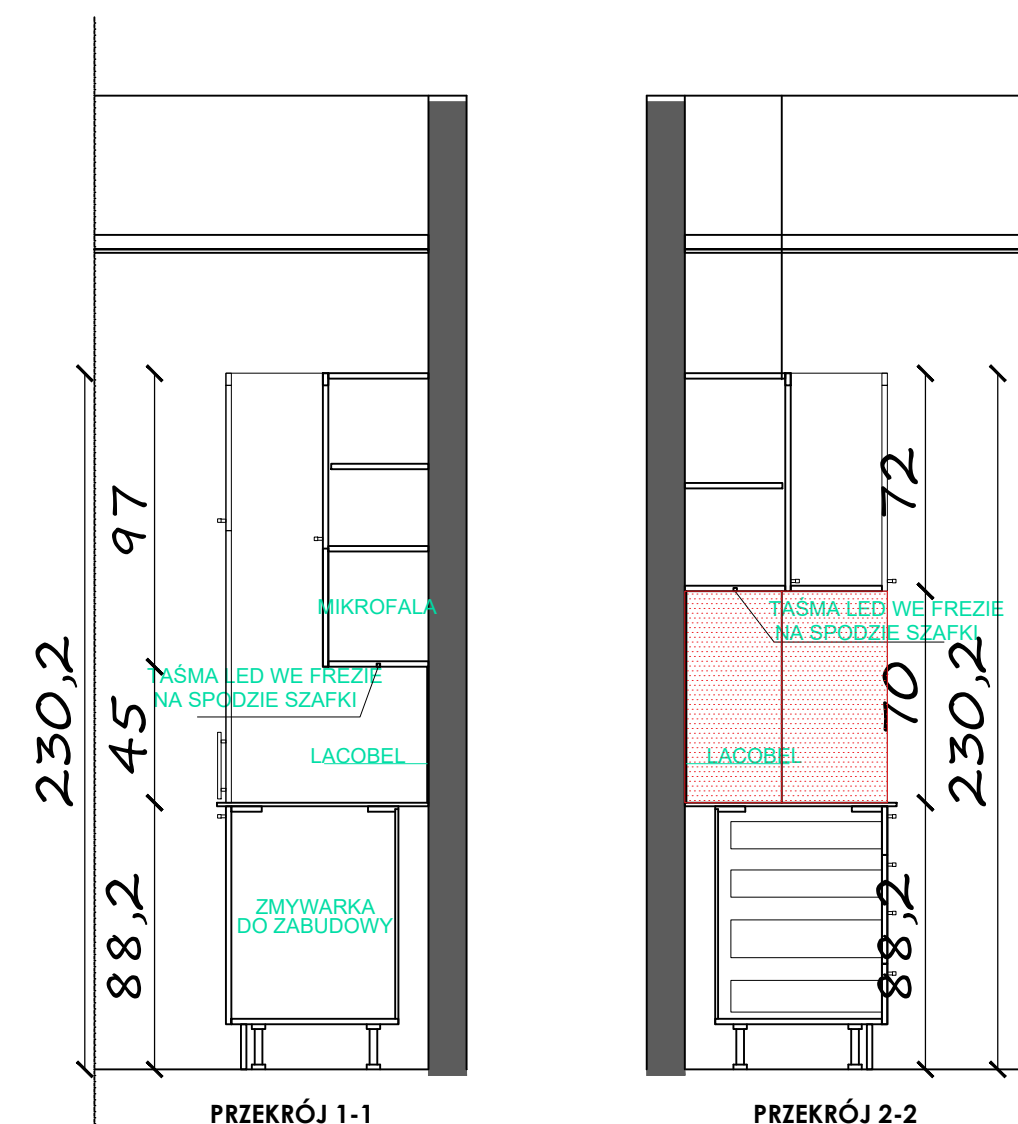 97
MIKROFALA
230,2
TAŚMA LED WE FREZIE
NA SPODZIE SZAFKI
45
LACOBEL
88,2
ZMYWARKA
DO ZABUDOWY
PRZEKRÓJ 1-1
72
TAŚMA LED WE FREZIE
NA SPODZIE SZAFKI
70
230,2
LACOBEL
88,2
PRZEKRÓJ 2-2